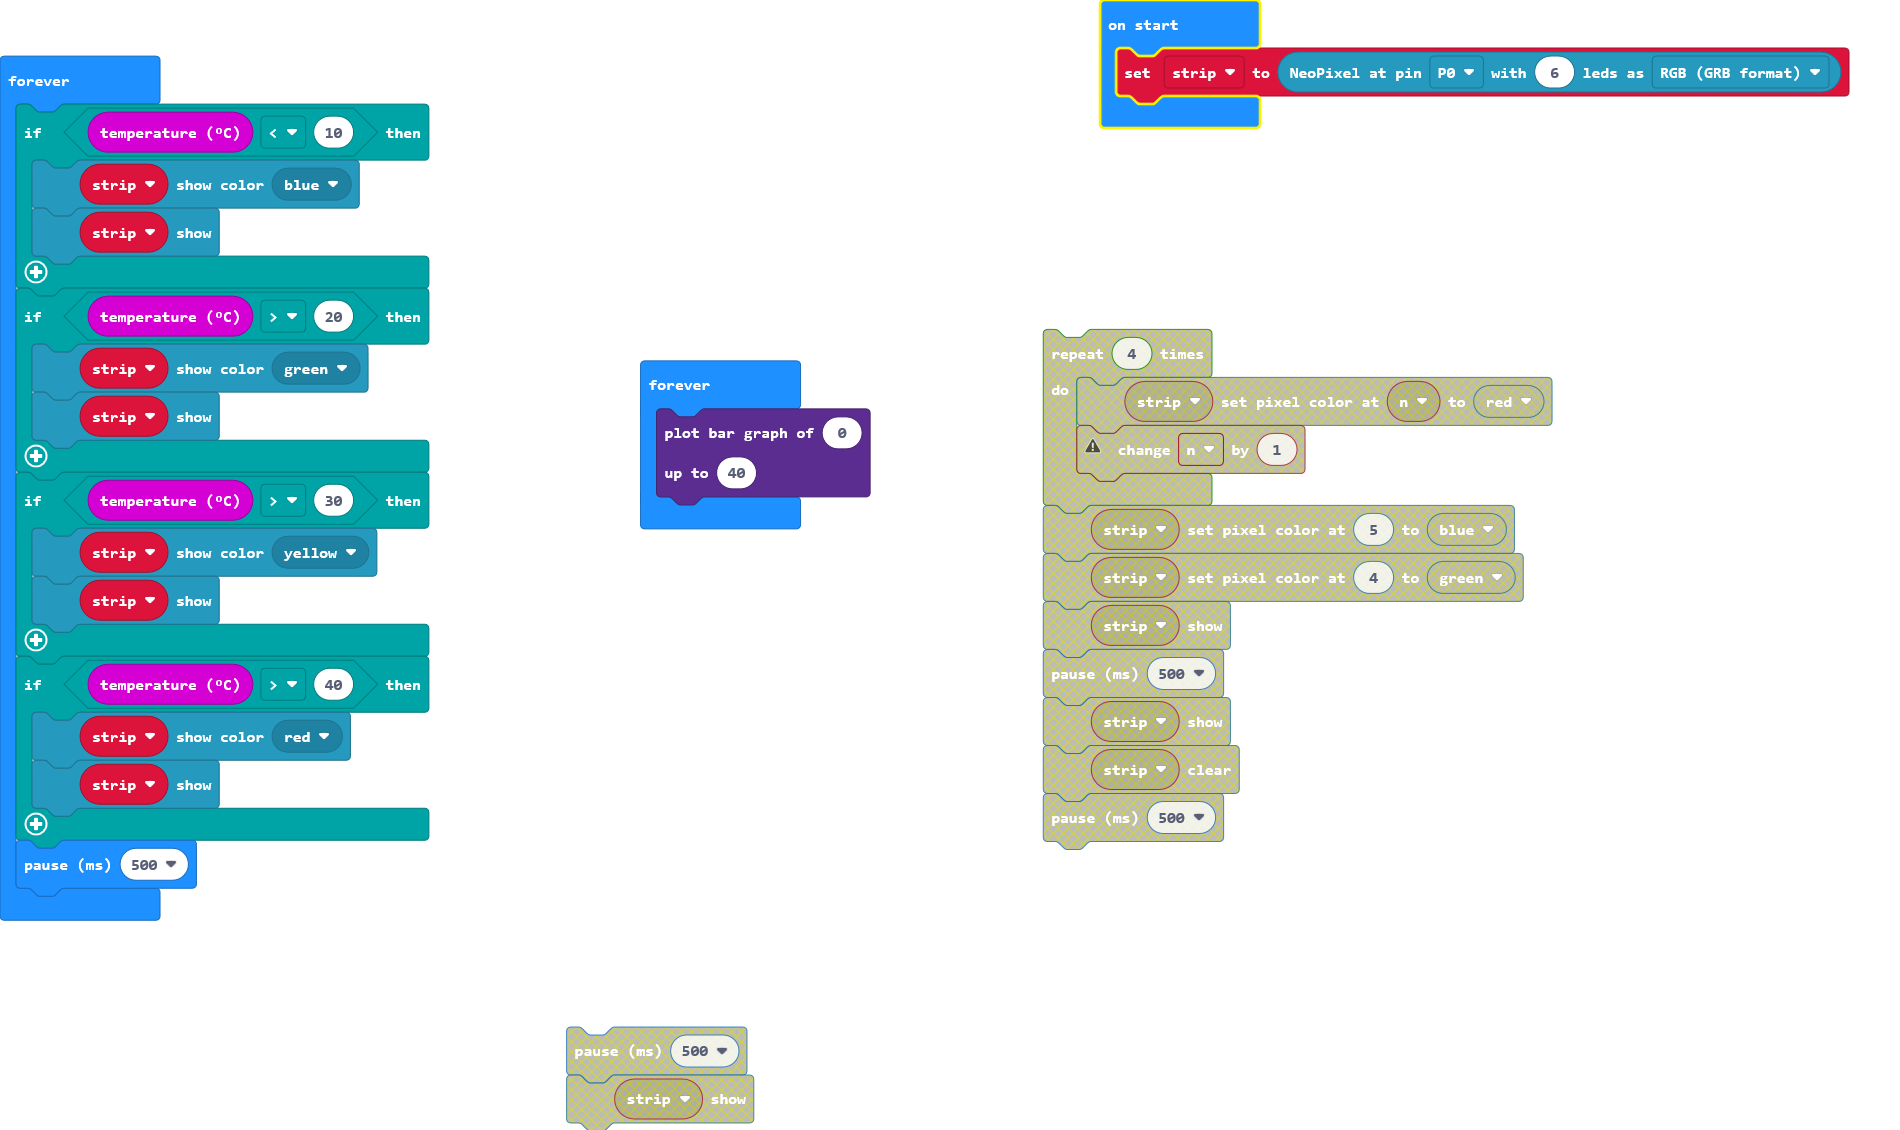 forever
if temperature (ºC) < 10 then
strip show color blue
strip show
if temperature (ºC) > 20 then
strip show color green
strip show
if temperature (ºC) > 30 then
strip show color yellow
strip show
if temperature (ºC) > 40 then
strip show color red
strip show
pause (ms) 500
forever
plot bar graph of 0
up to 40
pause (ms) 500
strip show
on start
set strip to NeoPixel at pin P0 with 6 leds as RGB (GRB format)
repeat 4 times
do strip set pixel color at n to red
change n by 1
strip set pixel color at 5 to blue
strip set pixel color at 4 to green
strip show
pause (ms) 500
strip show
strip clear
pause (ms) 500